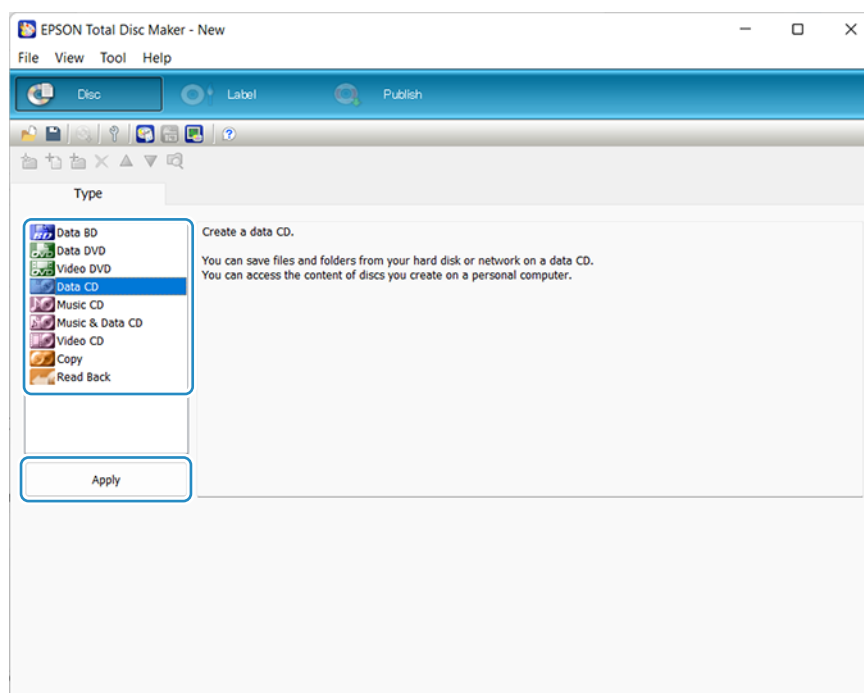 EPSON Total Disc Maker - New
File View Tool Help
Disc Label Publish
Type
Data BD
Data DVD
Video DVD
Data CD
Music CD
Music & Data CD
Video CD
Copy
Read Back
Create a data CD.
You can save files and folders from your hard disk or network on a data CD.
You can access the content of discs you create on a personal computer.
Apply